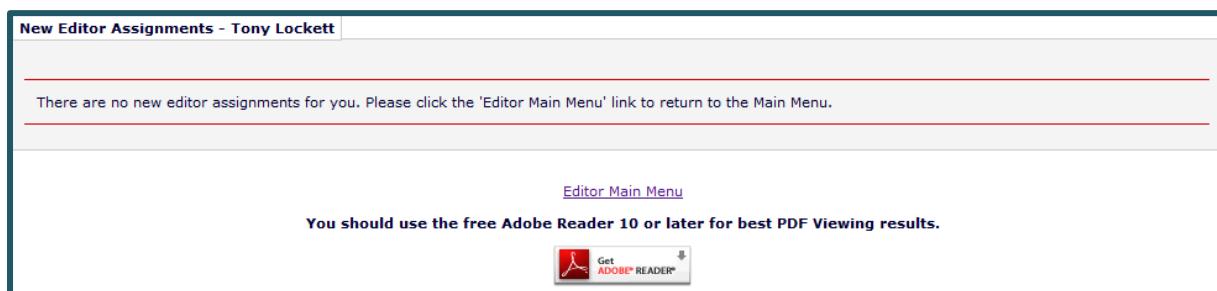 New Editor Assignments - Tony Lockett
There are no new editor assignments for you. Please click the 'Editor Main Menu' link to return to the Main Menu.
Editor Main Menu
You should use the free Adobe Reader 10 or later for best PDF Viewing results.
Get
ADOBE® READER®